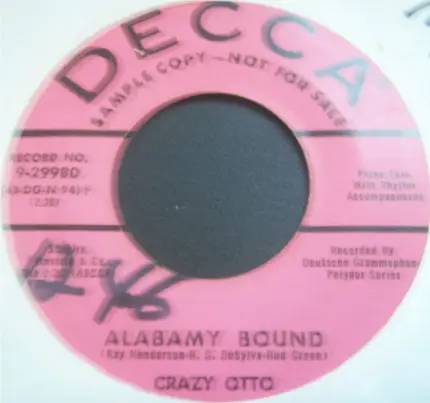 DECCA
SAMPLE COPY—NOT FOR SALE
RECORD NO.
9-29980
Piano Solo
With Rhythm
Accompaniment
Recorded By:
Deutsche Grammophon
Polydor Series
ALABAMY BOUND
(Ray Henderson-B. G. DeSylva-Bud Green)
CRAZY OTTO